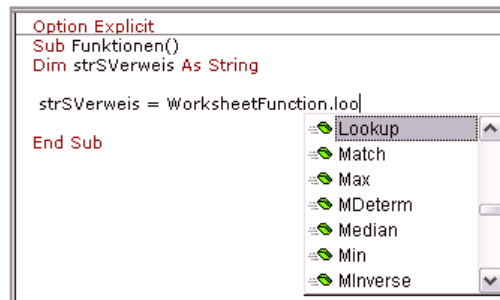 Option Explicit
Sub Funktionen()
Dim strSVerweis As String
strSVerweis = WorksheetFunction.loo
End Sub
Lookup
Match
Max
MDeterm
Median
Min
MInverse